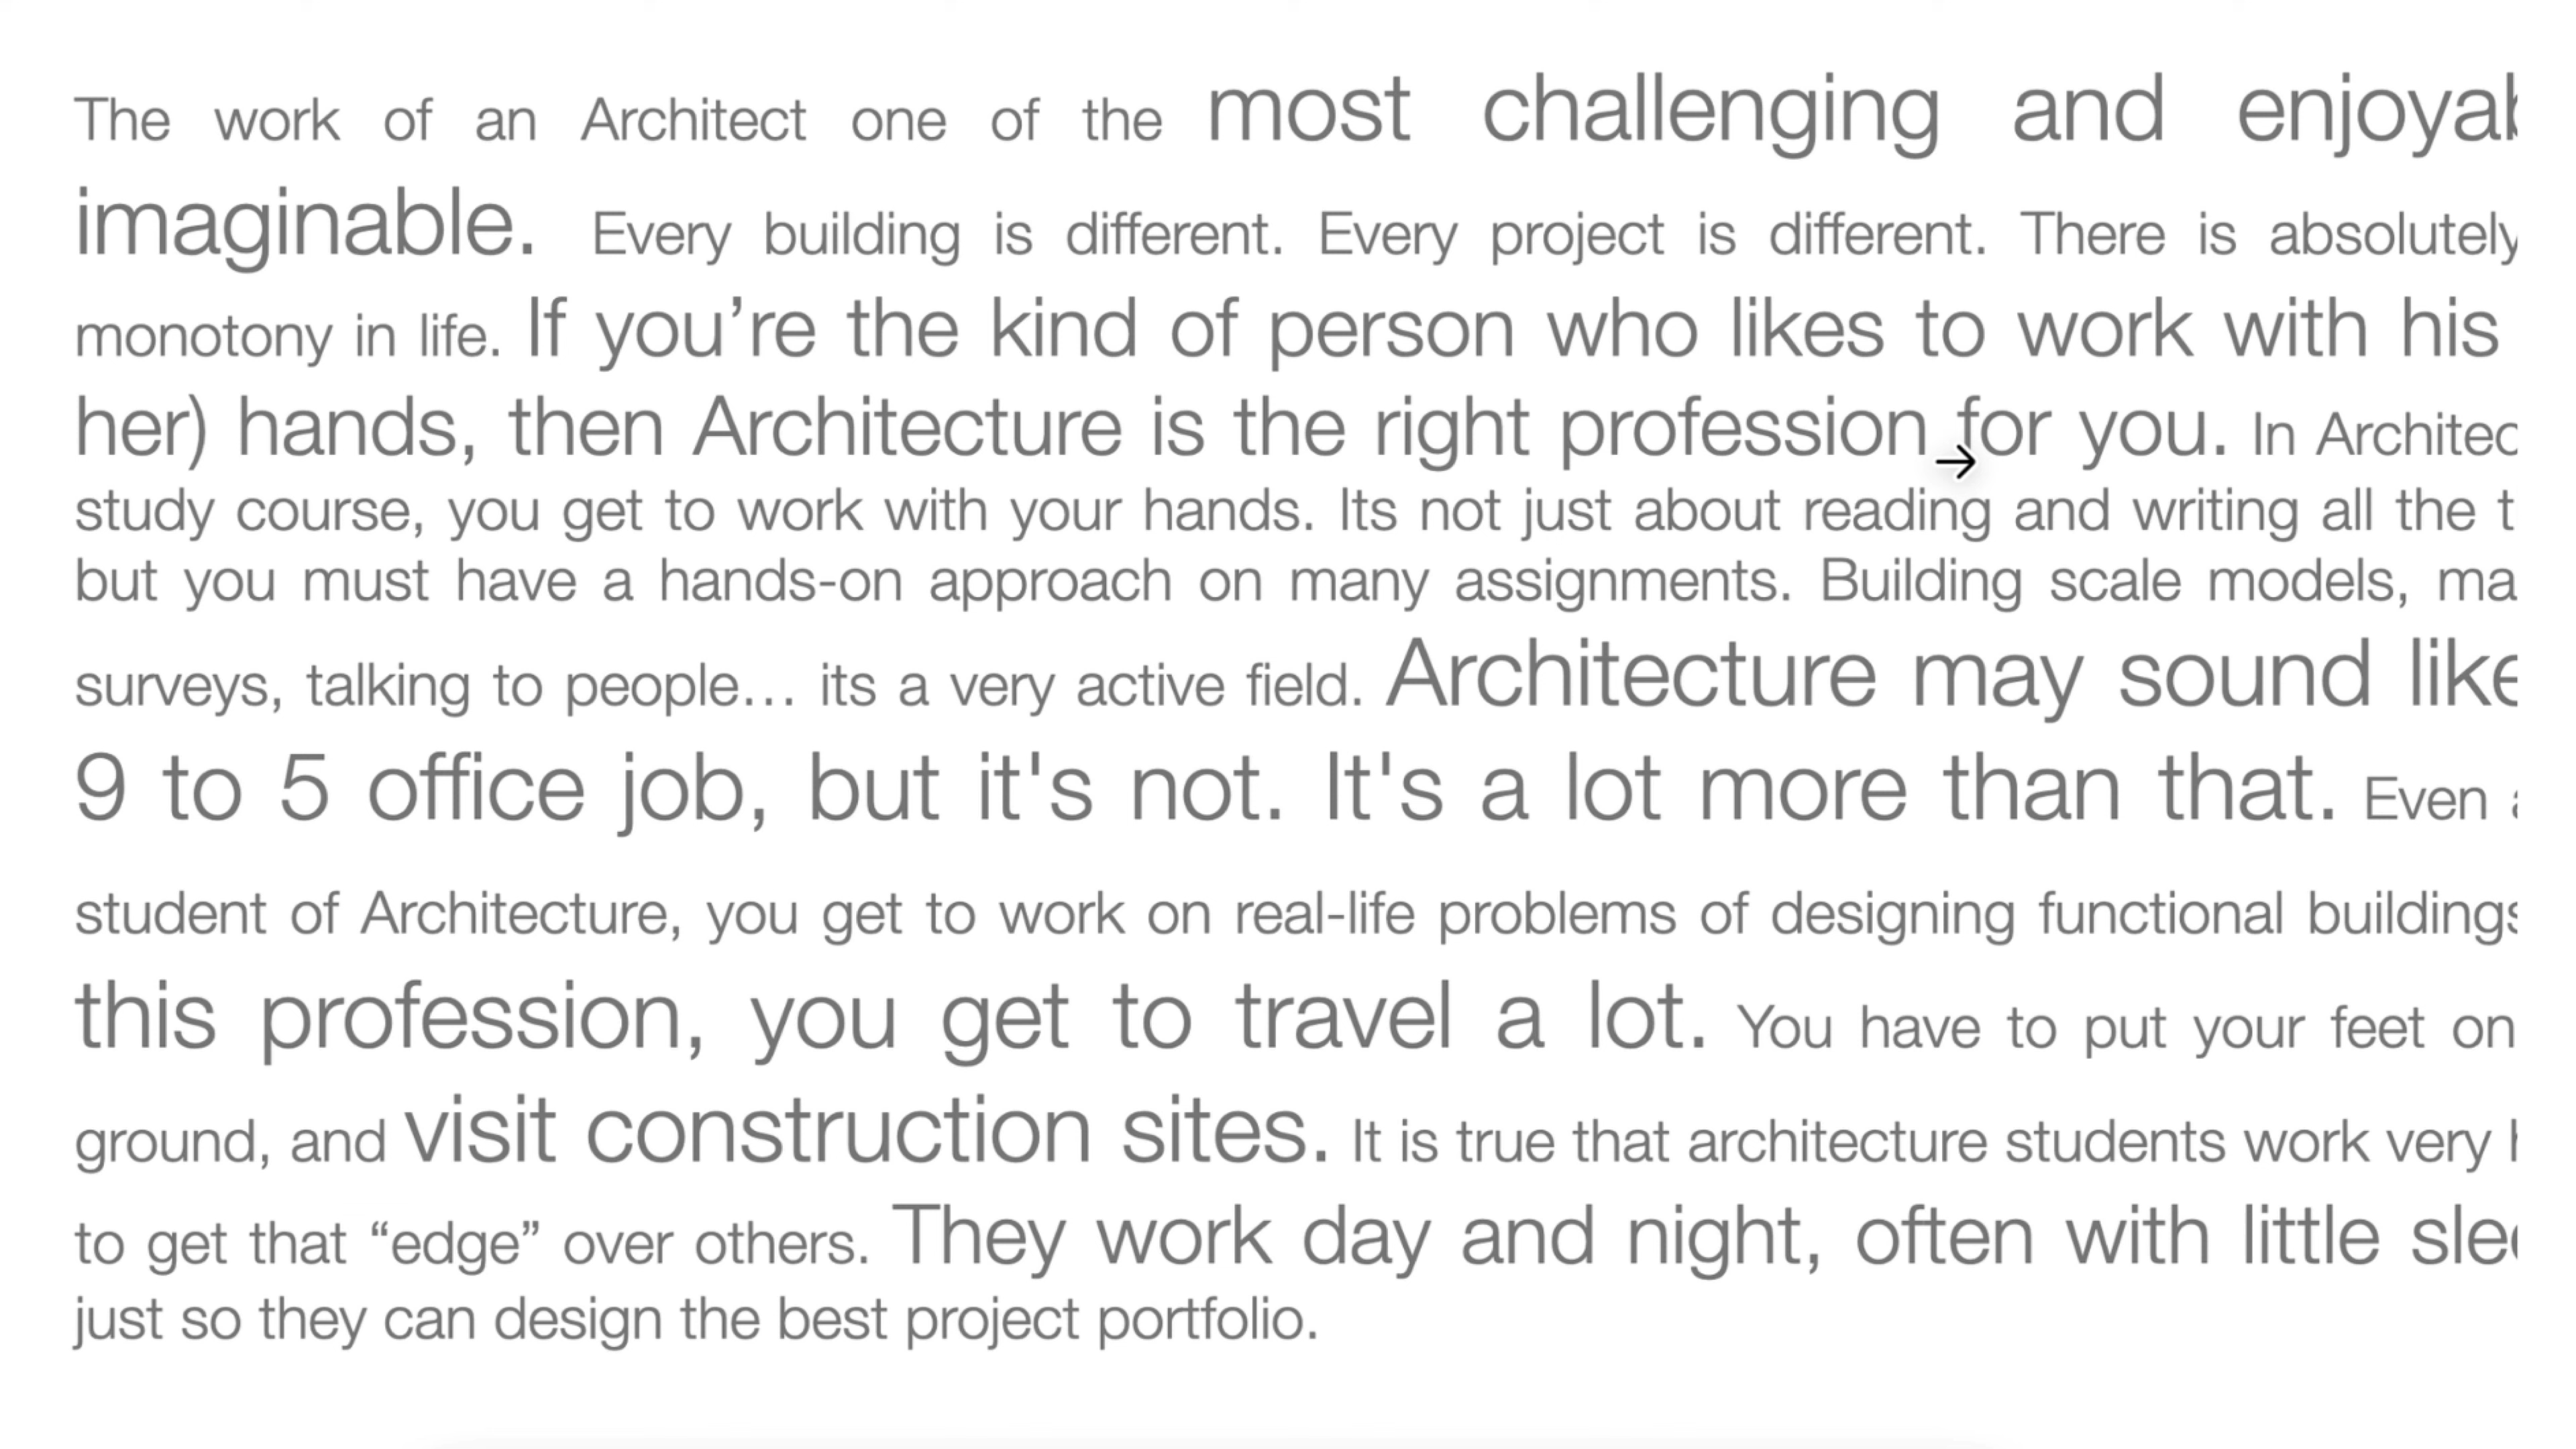 The work of an Architect one of the most challenging and
imaginable. Every building is different. Every project is different. There is absolutely
monotony in life. If you’re the kind of person who likes to work with his
her) hands, then Architecture is the right profession for you. In
study course, you get to work with your hands. Its not just about reading and writing all the
but you must have a hands-on approach on many assignments. Building scale models,
surveys, talking to people… its a very active field. Architecture may sound like
9 to 5 office job, but it's not. It's a lot more than that. Even
student of Architecture, you get to work on real-life problems of designing functional buildings
this profession, you get to travel a lot. You have to put your feet on
ground, and visit construction sites. It is true that architecture students work very
to get that “edge” over others. They work day and night, often with little
just so they can design the best project portfolio.